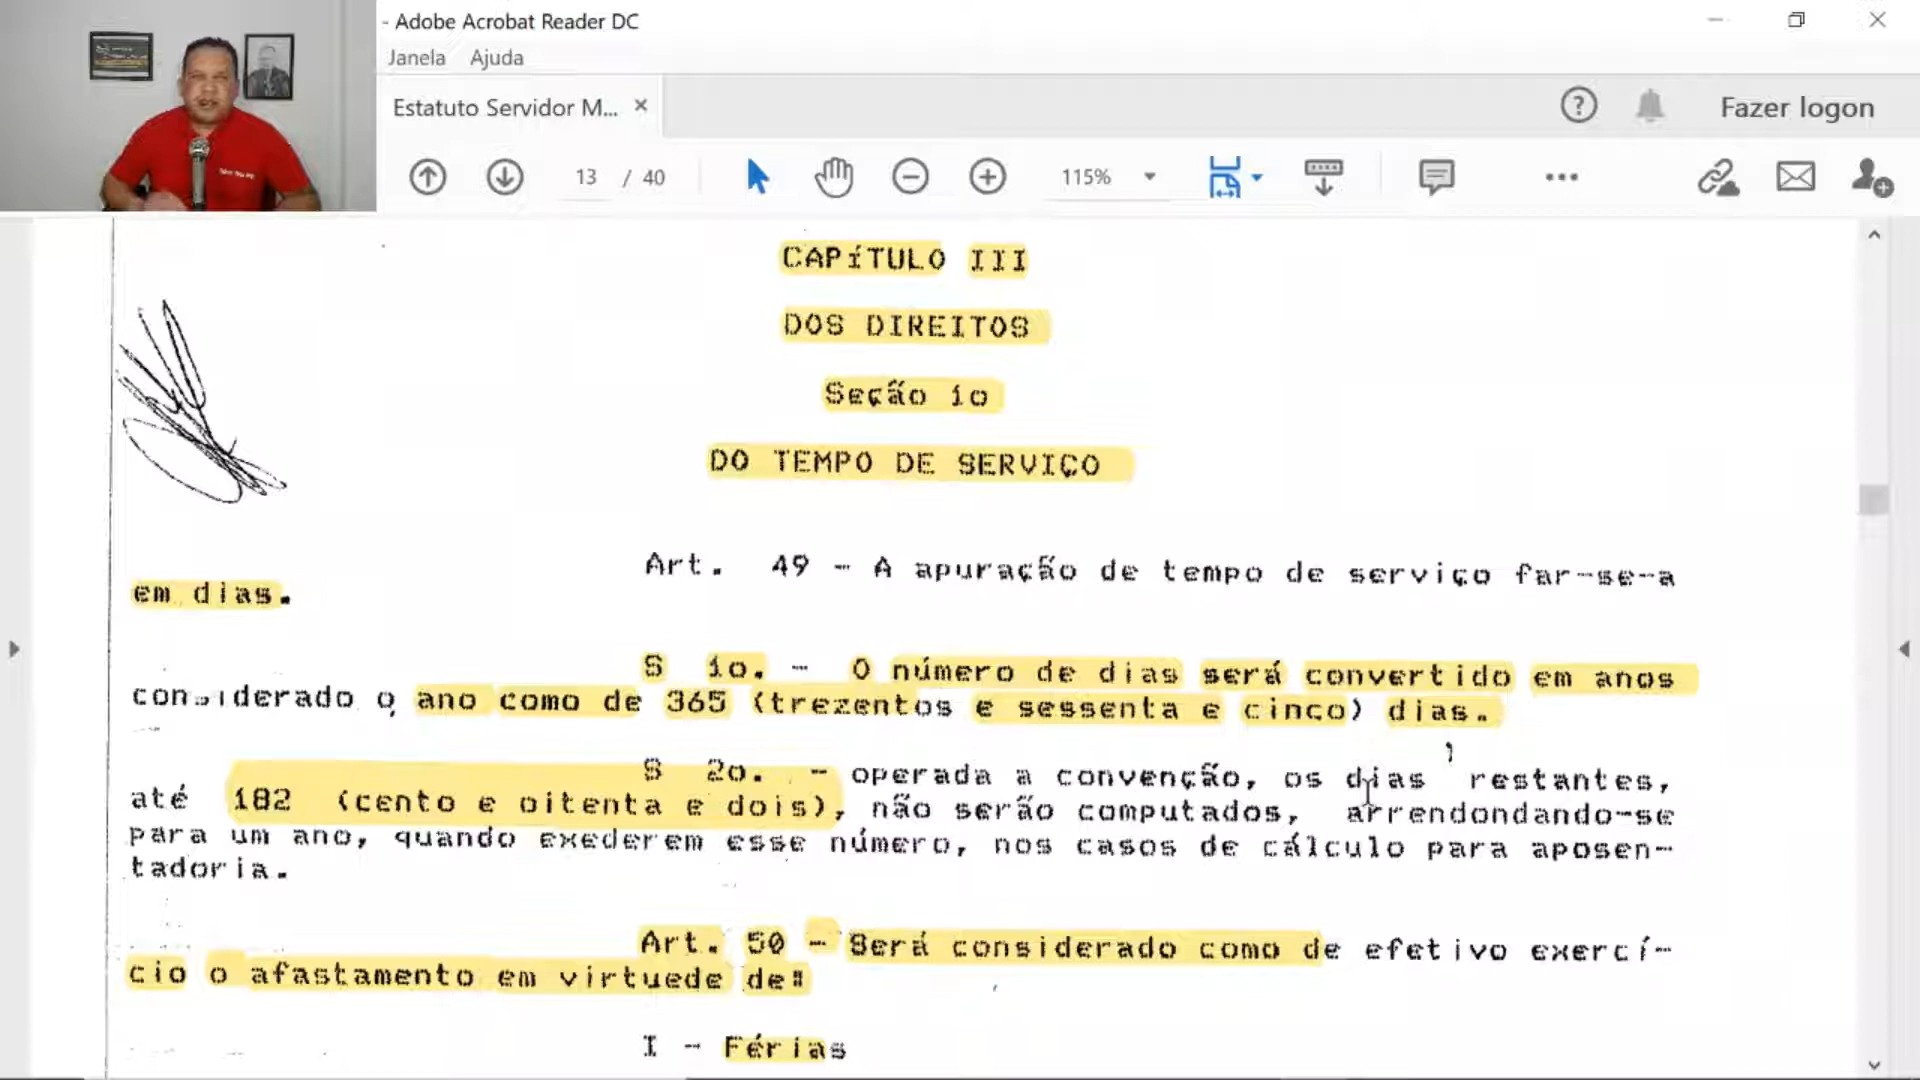 - Adobe Acrobat Reader DC
Janela Ajuda
Estatuto Servidor M... ×
Fazer logon
13 / 40
115%
CAPíTULO III
DOS DIREITOS
Seção 1o
DO TEMPO DE SERVIÇO
Art. 49 - A apuração de tempo de serviço far-se-a
em dias.
S 1o. - O número de dias será convertido em anos
considerado o ano como de 365 (trezentos e sessenta e cinco) dias.
S 2o. - operada a convenção, os dias restantes,
até 182 (cento e oitenta e dois), não serão computados, arrendondando-se
para um ano, quando exederem esse número, nos casos de cálculo para aposen-
tadoria.
Art. 50 - Será considerado como de efetivo exercí-
cio o afastamento em virtuede de:
I - Férias